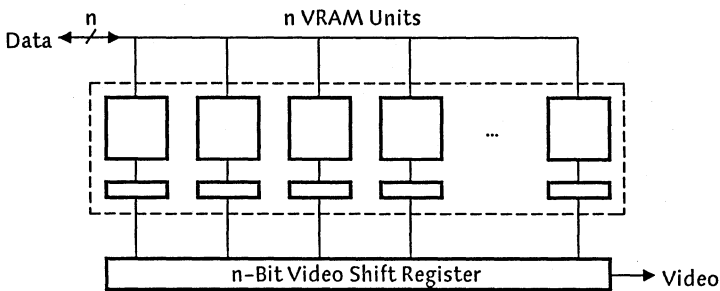 n
n VRAM Units
Data
...
n-Bit Video Shift Register
Video